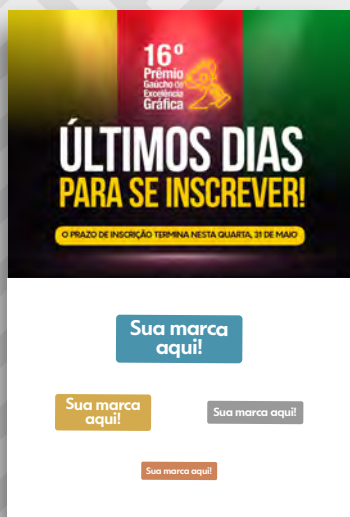 16º
Prêmio
Gaúcho de
Excelência
Gráfica
ÚLTIMOS DIAS
PARA SE INSCREVER!
O PRAZO DE INSCRIÇÃO TERMINA NESTA QUARTA, 31 DE MAIO
Sua marca
aqui!
Sua marca
aqui!
Sua marca aqui!
Sua marca aqui!